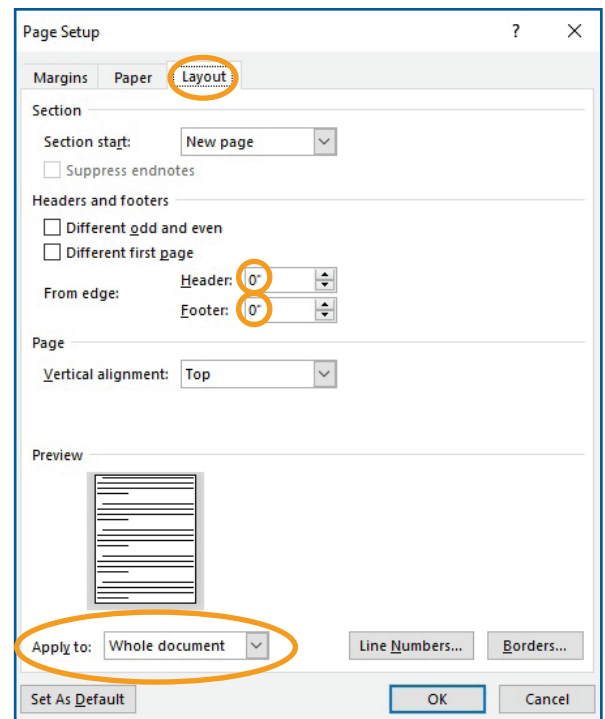 Page Setup ?
Margins Paper Layout
Section
Section start: New page
Suppress endnotes
Headers and footers
Different odd and even
Different first page
From edge:
Header: 0"
Footer: 0"
Page
Vertical alignment: Top
Preview
Apply to: Whole document Line Numbers... Borders...
Set As Default OK Cancel